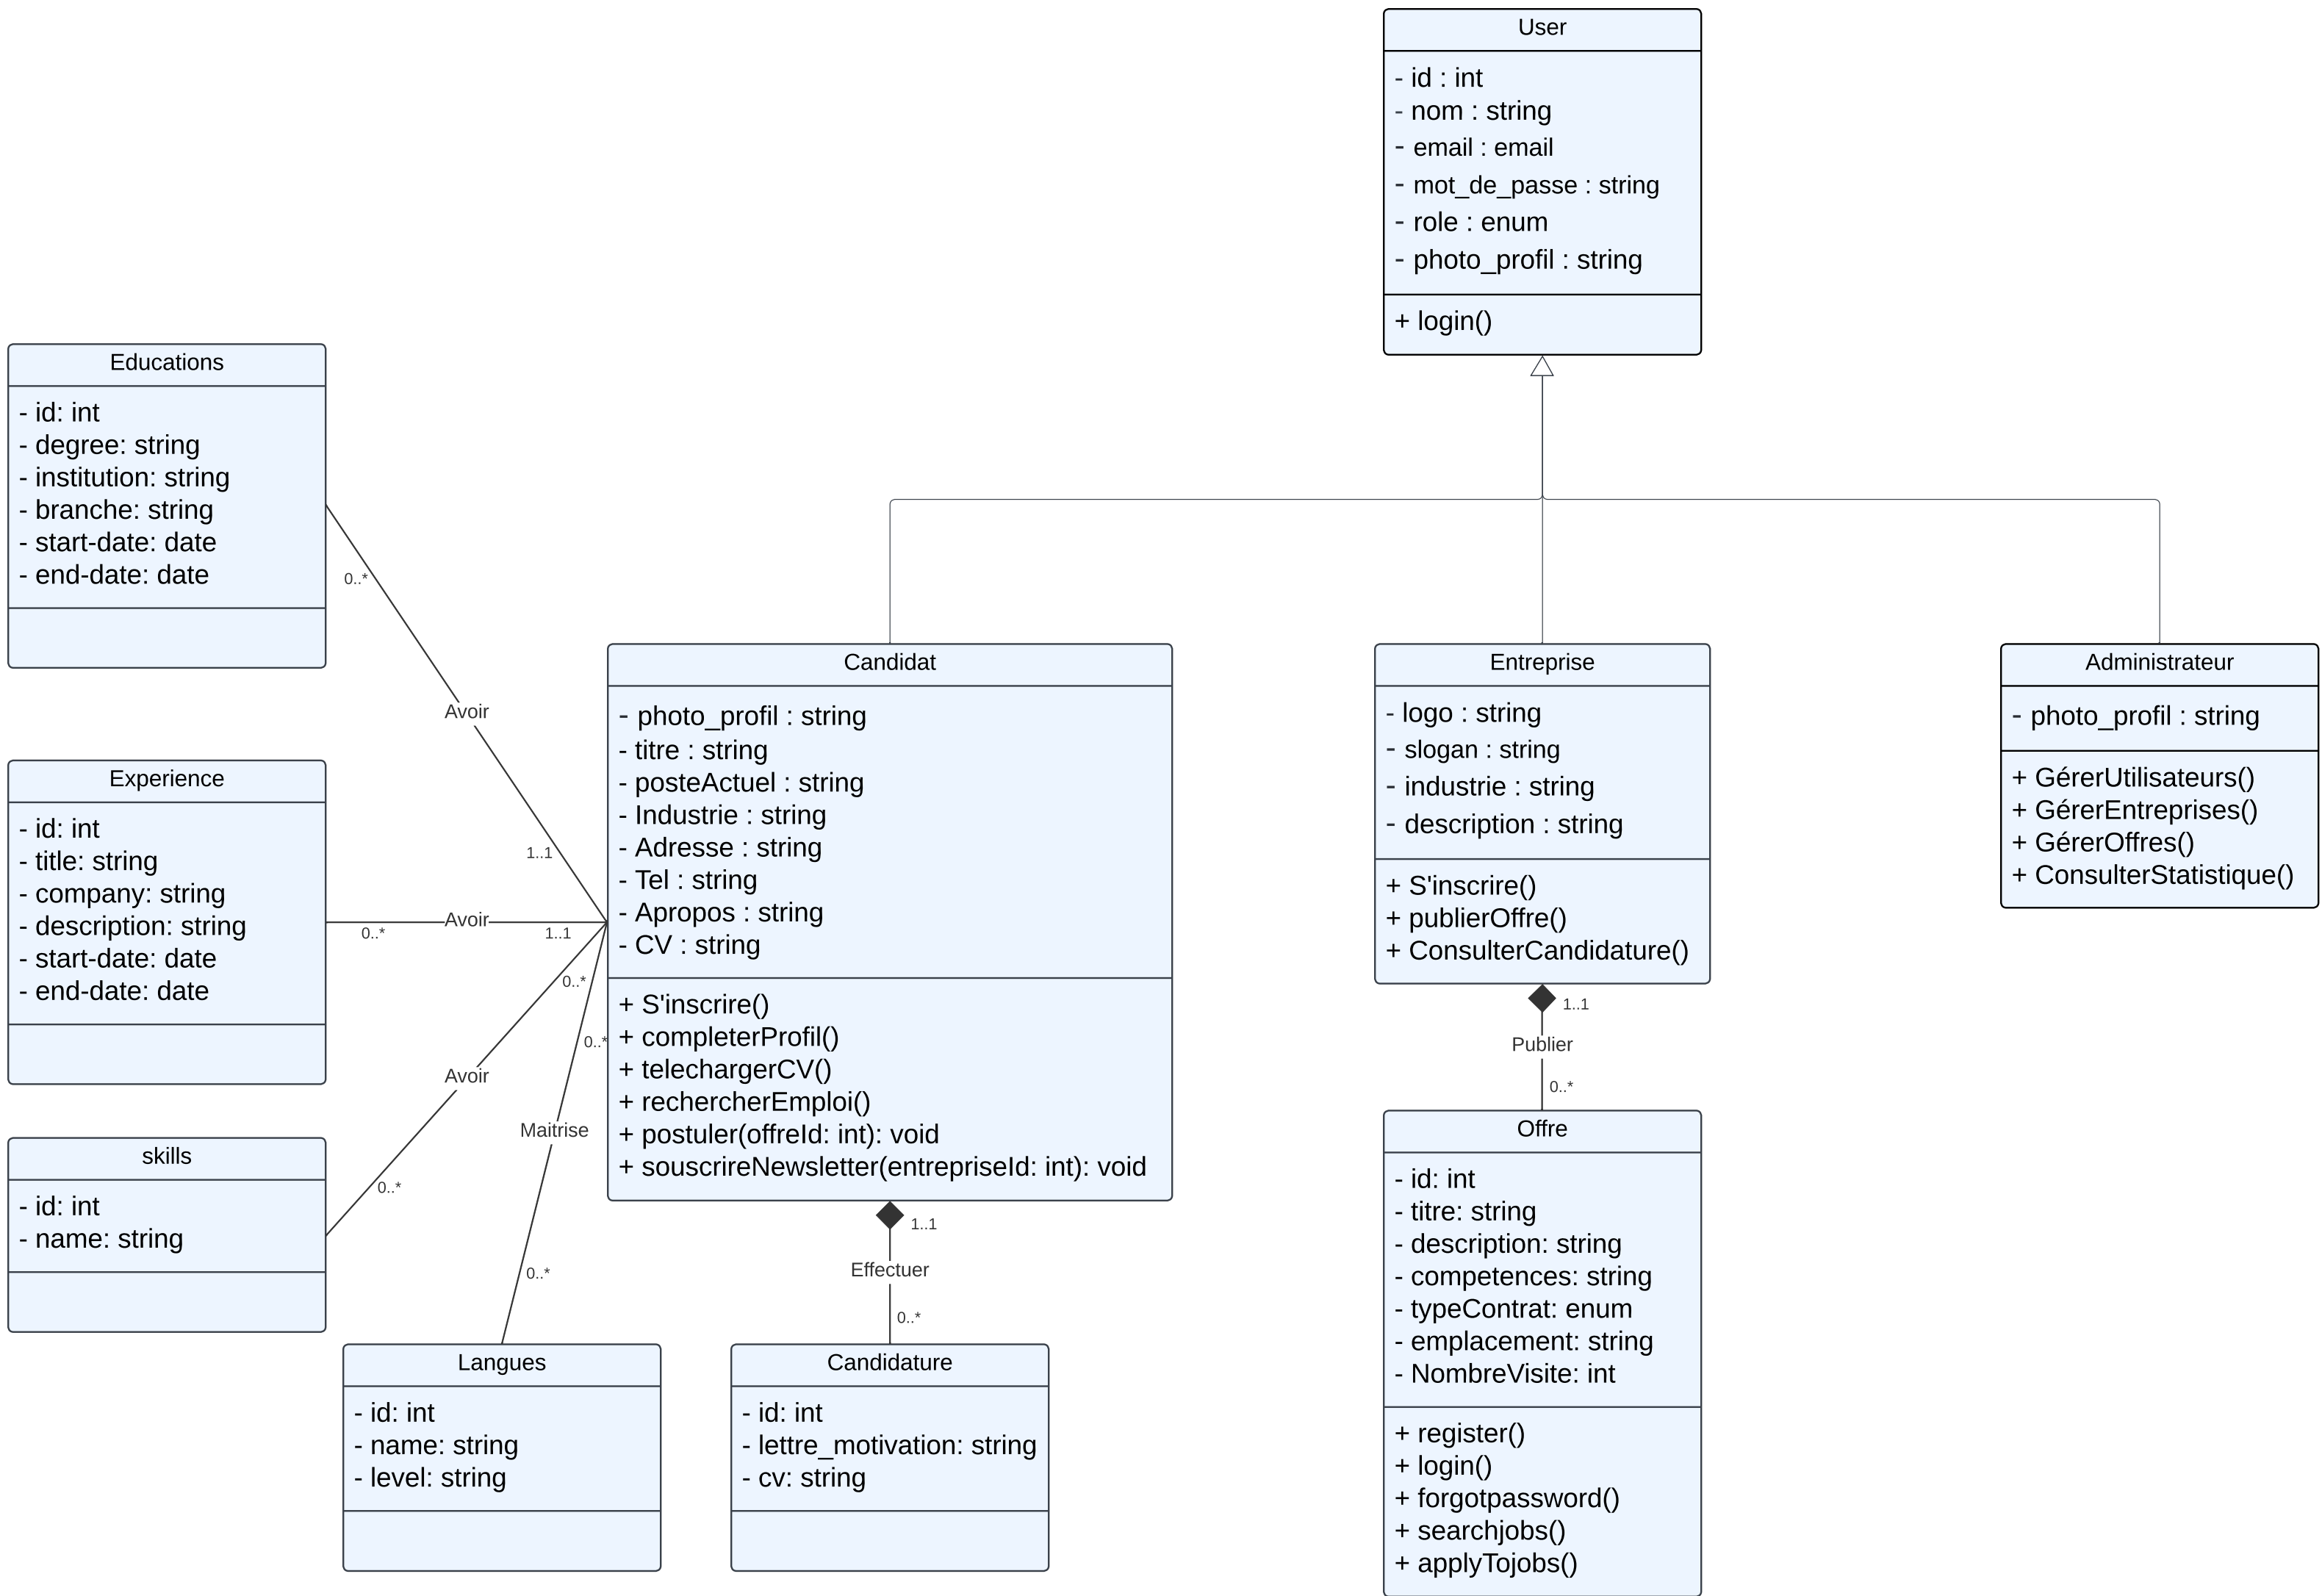 User
- id : int
- nom : string
- email : email
- mot_de_passe : string
- role : enum
- photo_profil : string
+ login()
Educations
- id: int
- degree: string
- institution: string
- branche: string
- start-date: date
- end-date: date
0..*
Avoir
1..1
Experience
- id: int
- title: string
- company: string
- description: string
- start-date: date
- end-date: date
0..*
Avoir
1..1
skills
- id: int
- name: string
0..*
Avoir
0..*
Candidat
- photo_profil : string
- titre : string
- posteActuel : string
- Industrie : string
- Adresse : string
- Tel : string
- Apropos : string
- CV : string
+ S'inscrire()
+ completerProfil()
+ telechargerCV()
+ rechercherEmploi()
+ postuler(offreId: int): void
+ souscrireNewsletter(entrepriseId: int): void
0..*
Maitrise
0..*
Langues
- id: int
- name: string
- level: string
1..1
Effectuer
0..*
Candidature
- id: int
- lettre_motivation: string
- cv: string
Entreprise
- logo : string
- slogan : string
- industrie : string
- description : string
+ S'inscrire()
+ publierOffre()
+ ConsulterCandidature()
1..1
Publier
0..*
Offre
- id: int
- titre: string
- description: string
- competences: string
- typeContrat: enum
- emplacement: string
- NombreVisite: int
+ register()
+ login()
+ forgotpassword()
+ searchjobs()
+ applyTojobs()
Administrateur
- photo_profil : string
+ GérerUtilisateurs()
+ GérerEntreprises()
+ GérerOffres()
+ ConsulterStatistique()